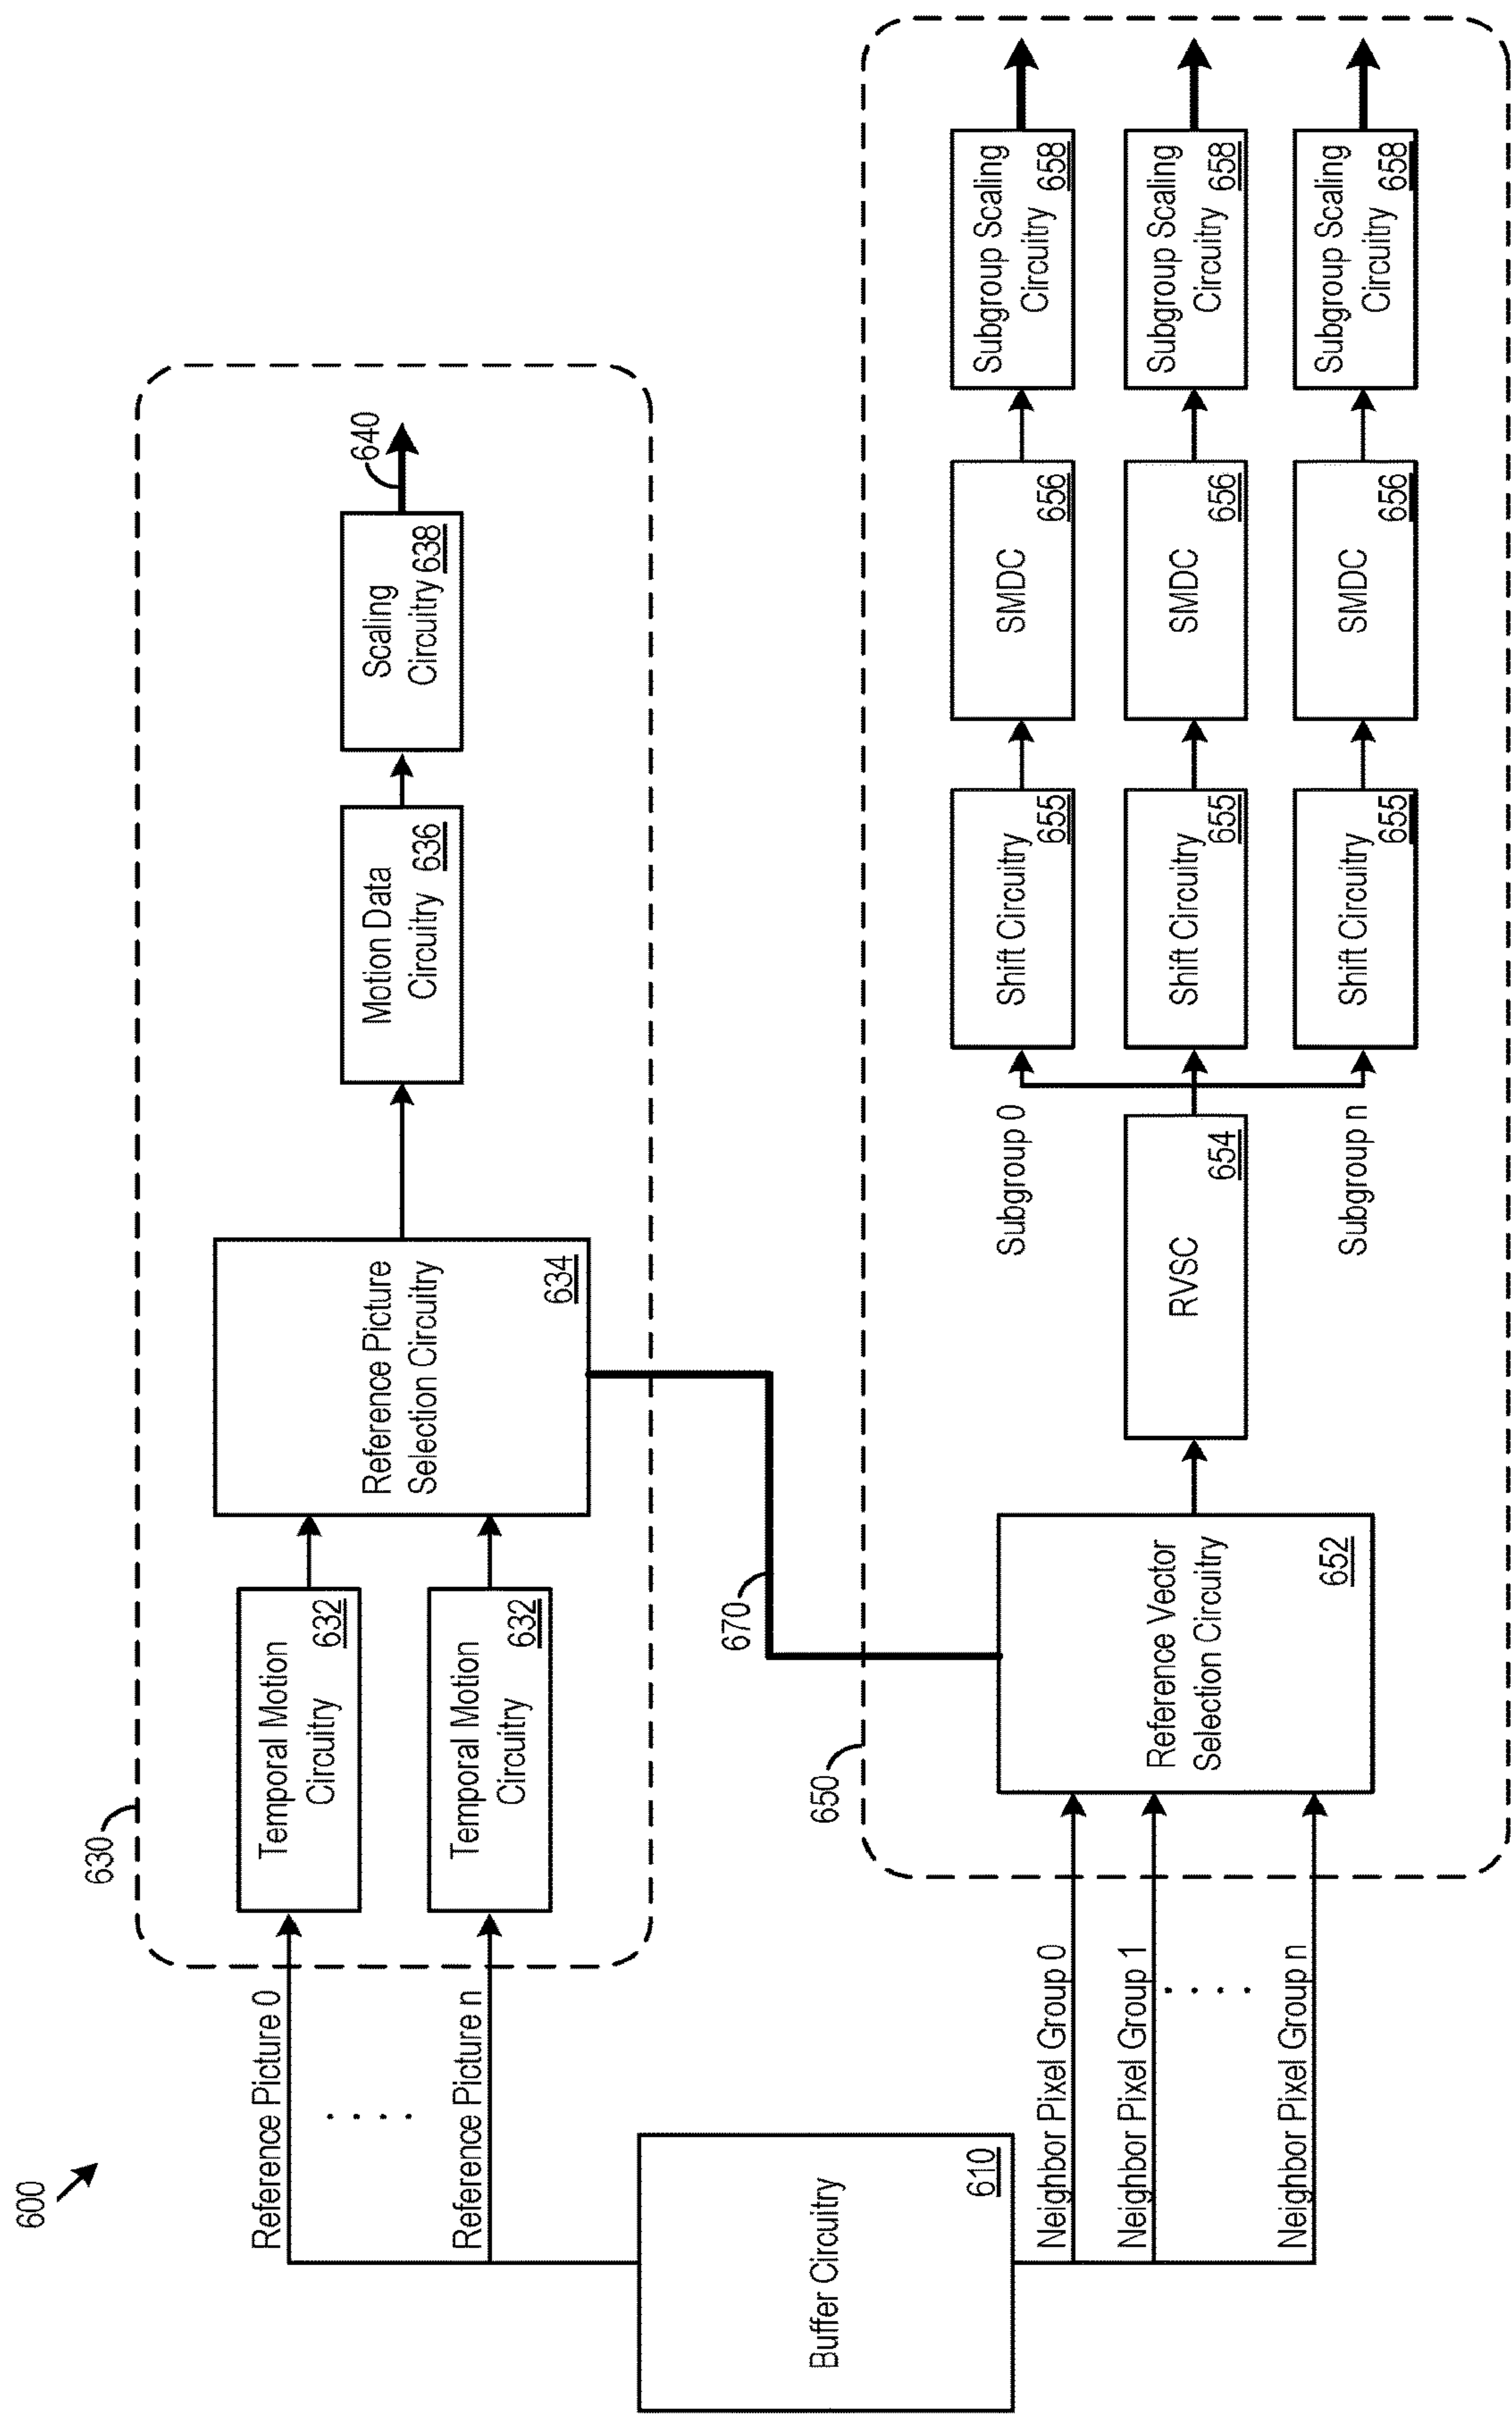 600
Buffer Circuitry
610
Reference Picture 0
. . . .
Reference Picture n
630
Temporal Motion
Circuitry
632
Temporal Motion
Circuitry
632
Reference Picture
Selection Circuitry
634
Motion Data
Circuitry 636
Scaling
Circuitry 638
640
670
Neighbor Pixel Group 0
Neighbor Pixel Group 1
. . . .
Neighbor Pixel Group n
650
Reference Vector
Selection Circuitry
652
RVSC
654
Subgroup 0
Subgroup n
Shift Circuitry
655
SMDC
656
Subgroup Scaling
Circuitry 658
Shift Circuitry
655
SMDC
656
Subgroup Scaling
Circuitry 658
Shift Circuitry
655
SMDC
656
Subgroup Scaling
Circuitry 658